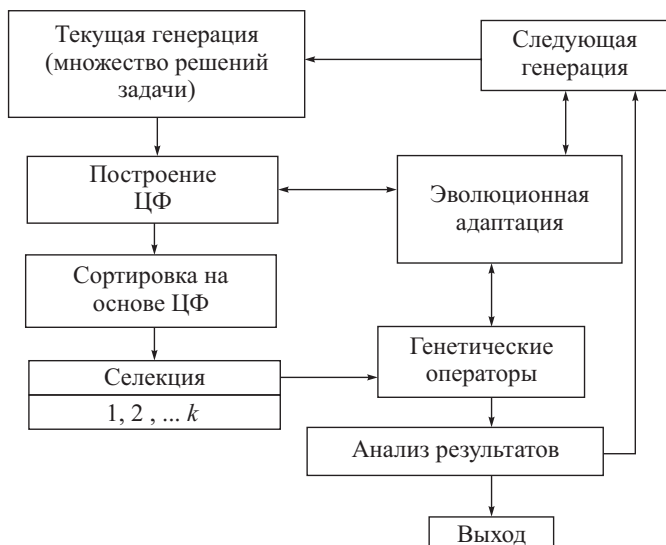 Текущая генерация
(множество решений
задачи)
Следующая
генерация
Построение
ЦФ
Эволюционная
адаптация
Сортировка на
основе ЦФ
Генетические
операторы
Селекция
1, 2 , ... k
Анализ результатов
Выход